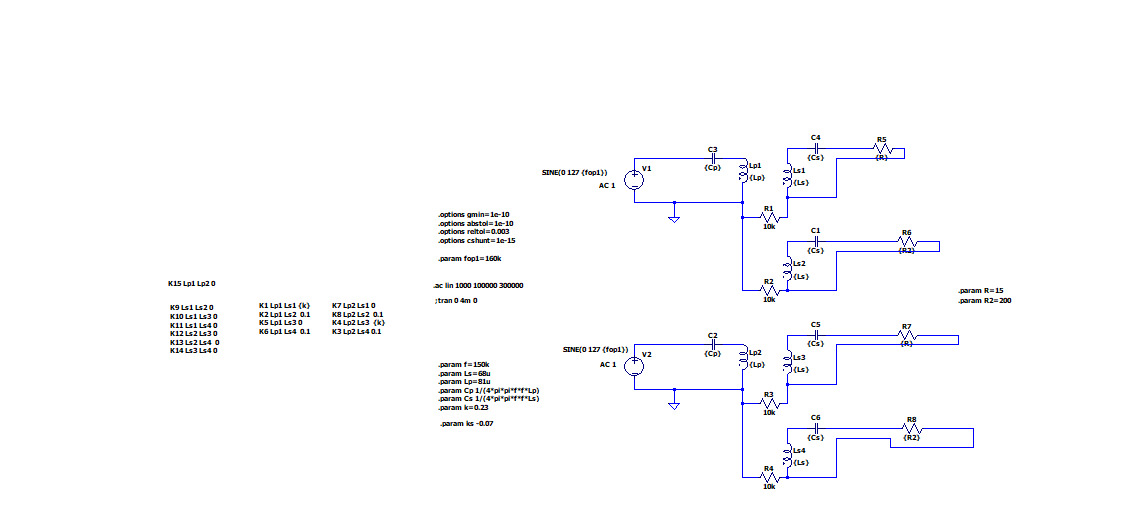 C4
R5
C3
{Cs}
{R}
V1
Lp1
Ls1
SINE(0 127 {fop1})
{Cp}
{Lp}
{Ls}
AC 1
R1
10k
.options gmin=1e-10
.options abstol=1e-10
.options reltol=0.003
.options cshunt=1e-15
.param fop1=160k
C1
R6
{Cs}
{R2}
Ls2
{Ls}
R2
10k
K15 Lp1 Lp2 0
.ac lin 1000 100000 300000
;tran 0 4m 0
.param R=15
.param R2=200
K9 Ls1 Ls2 0
K10 Ls1 Ls3 0
K11 Ls1 Ls4 0
K12 Ls2 Ls3 0
K13 Ls2 Ls4  0
K14 Ls3 Ls4 0
K1 Lp1 Ls1 {k}
K2 Lp1 Ls2  0.1
K5 Lp1 Ls3 0
K6 Lp1 Ls4  0.1
K7 Lp2 Ls1 0
K8 Lp2 Ls2  0.1
K4 Lp2 Ls3  {k}
K3 Lp2 Ls4 0.1
C5
R7
C2
{Cs}
{R}
SINE(0 127 {fop1})
V2
{Cp}
Lp2
{Lp}
Ls3
{Ls}
AC 1
R3
10k
.param f=150k
.param Ls=68u
.param Lp=81u
.param Cp 1/(4*pi*pi*f*f*Lp)
.param Cs 1/(4*pi*pi*f*f*Ls)
.param k=0.23
.param ks -0.07
C6
R8
{Cs}
{R2}
Ls4
{Ls}
R4
10k